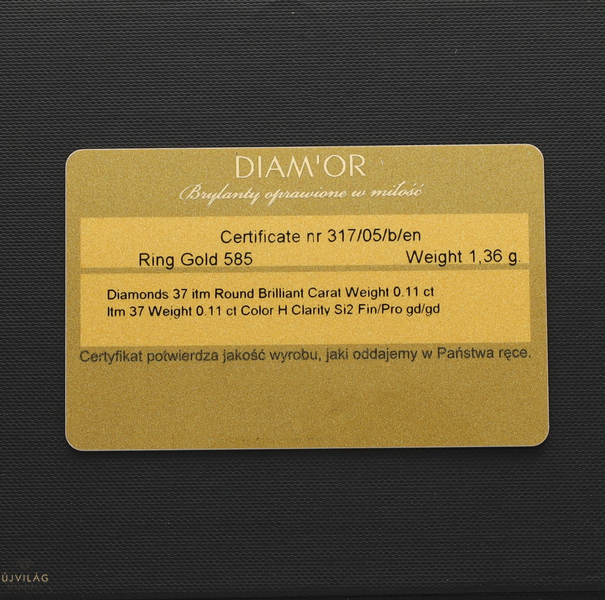 DIAM'OR
Brylanty oprawione w miłość
Certificate nr 317/05/b/en
Ring Gold 585 Weight 1,36 g.
Diamonds 37 itm Round Brilliant Carat Weight 0.11 ct
Itm 37 Weight 0.11 ct Color H Clarity Si2 Fin/Pro gd/gd
Certyfikat potwierdza jakość wyrobu, jaki oddajemy w Państwa ręce.
ÚJVILÁG